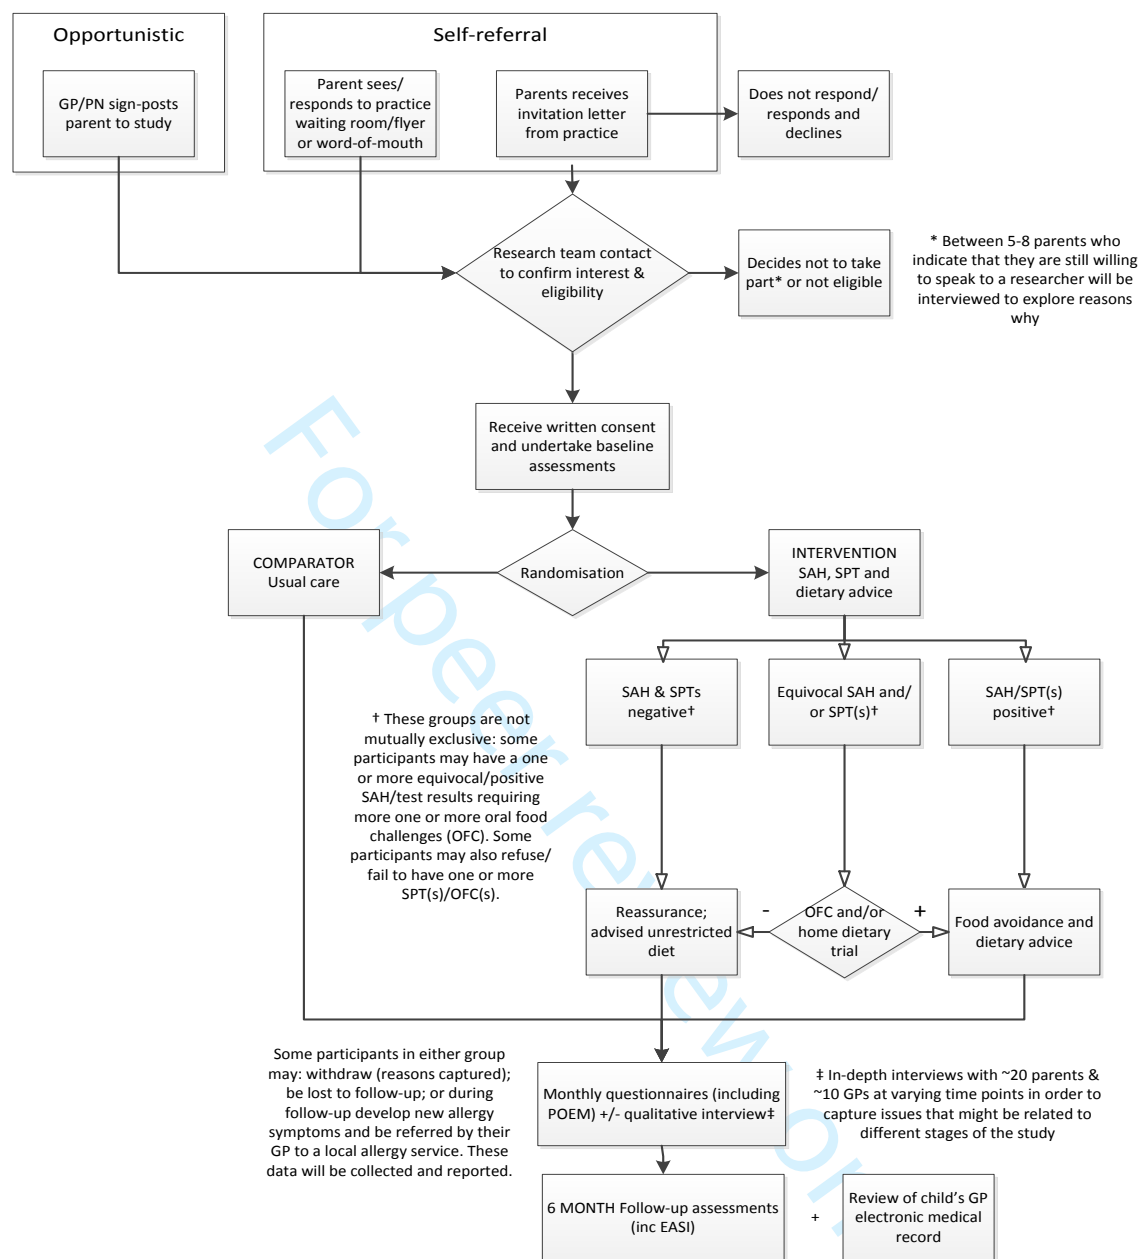 Opportunistic
Self-referral
GP/PN sign-posts
parent to study
Parent sees/
responds to practice
waiting room/flyer
or word-of-mouth
Parents receives
invitation letter
from practice
Does not respond/
responds and
declines
Research team contact
to confirm interest &
eligibility
Decides not to take
part* or not eligible
* Between 5-8 parents who
indicate that they are still willing
to speak to a researcher will be
interviewed to explore reasons
why
Receive written consent
and undertake baseline
assessments
COMPARATOR
Usual care
Randomisation
INTERVENTION
SAH, SPT and
dietary advice
SAH & SPTs
negative†
Equivocal SAH and/
or SPT(s)†
SAH/SPT(s)
positive†
† These groups are not
mutually exclusive: some
participants may have a one
or more equivocal/positive
SAH/test results requiring
more one or more oral food
challenges (OFC). Some
participants may also refuse/
fail to have one or more
SPT(s)/OFC(s).
Reassurance;
advised unrestricted
diet
-
OFC and/or
home dietary
trial
+
Food avoidance and
dietary advice
Some participants in either group
may: withdraw (reasons captured);
be lost to follow-up; or during
follow-up develop new allergy
symptoms and be referred by their
GP to a local allergy service. These
data will be collected and reported.
Monthly questionnaires (including
POEM) +/- qualitative interview‡
‡ In-depth interviews with ~20 parents &
~10 GPs at varying time points in order to
capture issues that might be related to
different stages of the study
6 MONTH Follow-up assessments
(inc EASI)
+
Review of child's GP
electronic medical
record
For peer review on